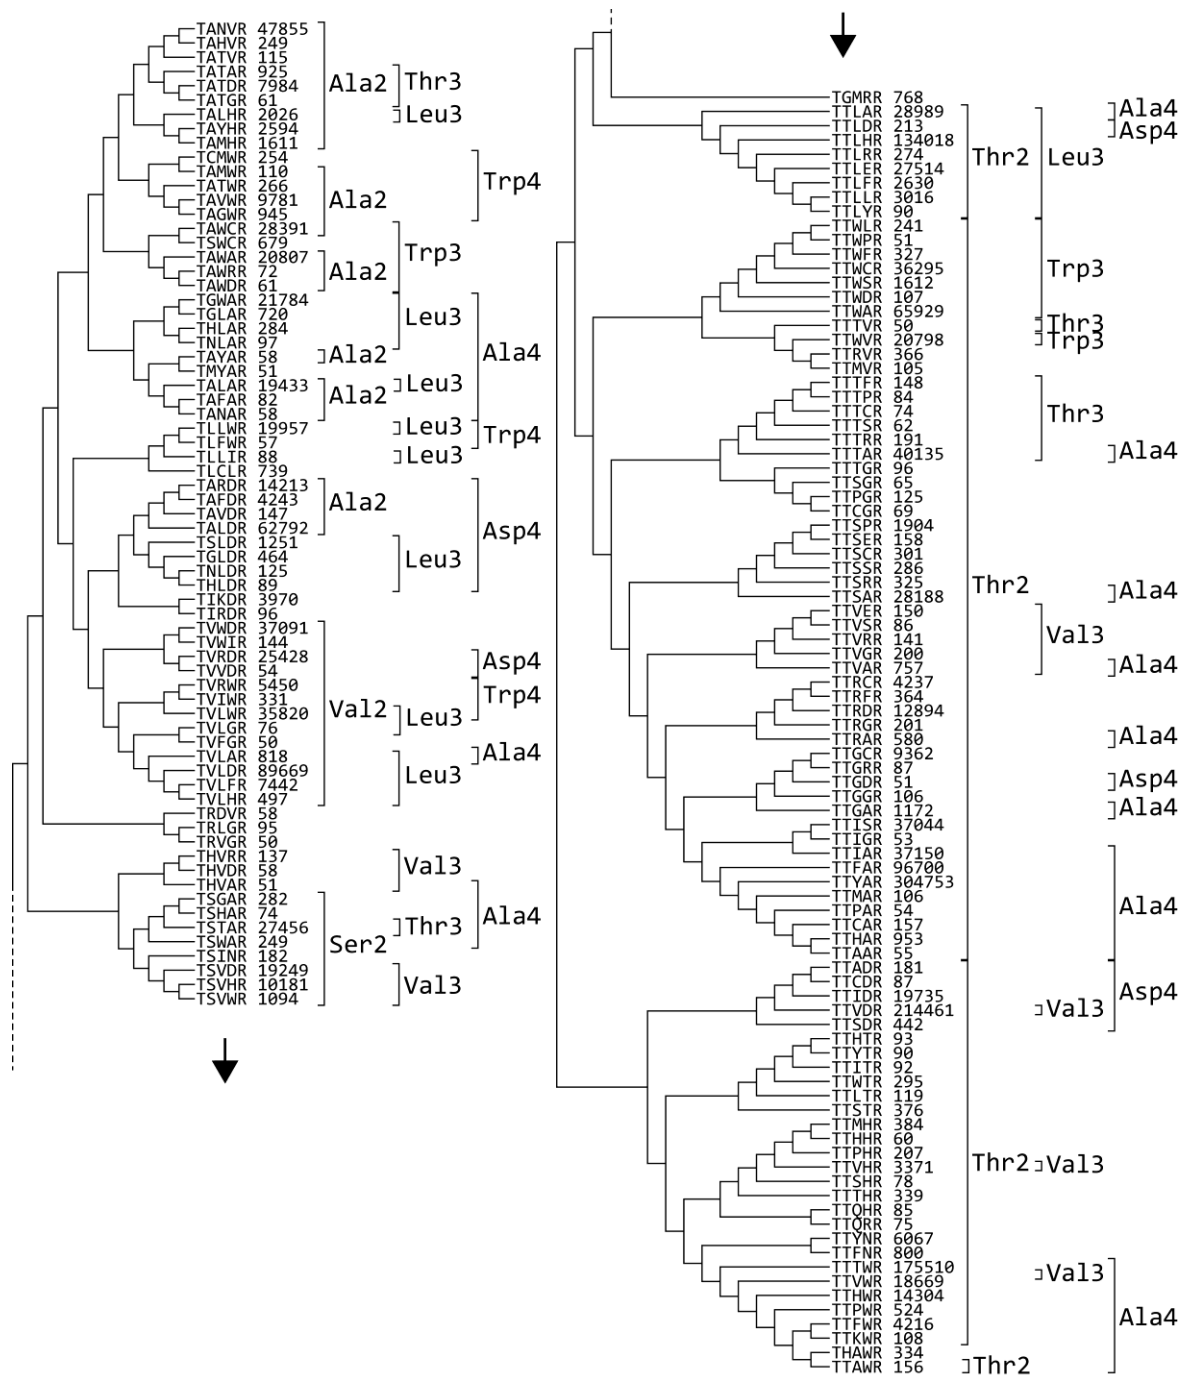 TANVR 47855
TAHVR 249
TATVR 115
TATAR 925
TATDR 7984
TATGR 61
TALHR 2026
TAYHR 2594
TAMHR 1611
TCMWR 254
TAMWR 110
TATWR 266
TAVWR 9781
TAGWR 945
TAWCR 28391
TSWCR 679
TAWAR 20807
TAWRR 72
TAWDR 61
TGWAR 21784
TGLAR 720
THLAR 284
TNLAR 97
TAYAR 58
TMYAR 51
TALAR 19433
TAFAR 82
TANAR 58
TLLWR 19957
TLFWR 57
TLLIR 88
TLCLR 739
TARDR 14213
TAFDR 4243
TAVDR 147
TALDR 62792
TSLDR 1251
TGLDR 464
TNLDR 125
THLDR 89
TIKDR 3970
TIRDR 96
TVWDR 37091
TVWIR 144
TVRDR 25428
TVVDR 54
TVRWR 5450
TVIWR 331
TVLWR 35820
TVLGR 76
TVFGR 50
TVLAR 818
TVLDR 89669
TVLFR 7442
TVLHR 497
TRDVR 58
TRLGR 95
TRVGR 50
THVRR 137
THVDR 58
THVAR 51
TSGAR 282
TSHAR 74
TSTAR 27456
TSWAR 249
TSINR 182
TSVDR 19249
TSVHR 10181
TSVWR 1094
Ala2
Ala2
Ala2
Ala2
Ala2
Ala2
Val2
Ser2
Thr3
Leu3
Trp3
Leu3
Leu3
Leu3
Leu3
Leu3
Leu3
Leu3
Val3
Thr3
Val3
Trp4
Ala4
Trp4
Asp4
Asp4
Trp4
Ala4
Ala4
TGMRR 768
TTLAR 28989
TTLDR 213
TTLHR 134018
TTLRR 274
TTLER 27514
TTLFR 2630
TTLLR 3016
TTLYR 90
TTWLR 241
TTWPR 51
TTWFR 327
TTWCR 36295
TTWSR 1612
TTWDR 107
TTWAR 65929
TTTVR 50
TTWVR 20798
TTRVR 366
TTMVR 105
TTTFR 148
TTTPR 84
TTTCR 74
TTTSR 62
TTTRR 191
TTTAR 40135
TTTGR 96
TTSGR 65
TTPGR 125
TTCGR 69
TTSPR 1904
TTSER 158
TTSCR 301
TTSSR 286
TTSRR 325
TTSAR 28188
TTVER 150
TTVSR 86
TTVRR 141
TTVGR 200
TTVAR 757
TTRCR 4237
TTRFR 364
TTRDR 12894
TTRGR 201
TTRAR 580
TTGCR 9362
TTGRR 87
TTGDR 51
TTGGR 106
TTGAR 1172
TTISR 37044
TTIGR 53
TTIAR 37150
TTFAR 96700
TTYAR 304753
TTMAR 106
TTPAR 54
TTCAR 157
TTHAR 953
TTAAR 55
TTADR 181
TTCDR 87
TTIDR 19735
TTVDR 214461
TTSDR 442
TTHTR 93
TTYTR 90
TTITR 92
TTWTR 295
TTLTR 119
TTSTR 376
TTMHR 384
TTHHR 60
TTPHR 207
TTVHR 3371
TTSHR 78
TTTHR 339
TTQHR 85
TTQRR 75
TTYNR 6067
TTFNR 800
TTTWR 175510
TTVWR 18669
TTHWR 14304
TTPWR 524
TTFWR 4216
TTKWR 108
THAWR 334
TTAWR 156
Thr2
Thr2
Thr2
Thr2
Leu3
Trp3
Thr3
Trp3
Thr3
Val3
Val3
Val3
Val3
Ala4
Asp4
Ala4
Ala4
Ala4
Ala4
Asp4
Ala4
Ala4
Asp4
Ala4